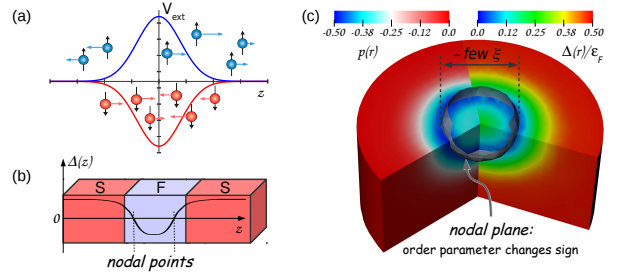 (a)
V_ext
z
(b)
Δ(z)
S F S
0
z
nodal points
(c)
-0.50 -0.38 -0.25 -0.12 0.0
p(r)
0.0 0.12 0.25 0.38 0.50
Δ(r)/ε_F
~few ξ
nodal plane:
order parameter changes sign